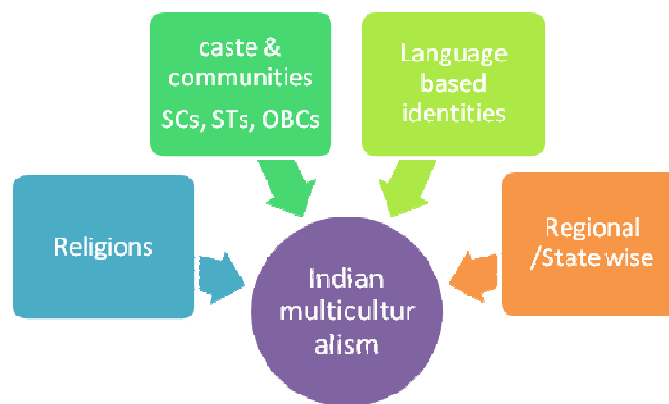 caste &
communities
SCs, STs, OBCs
Language
based
identities
Religions
Regional
/State wise
Indian
multicultur
alism